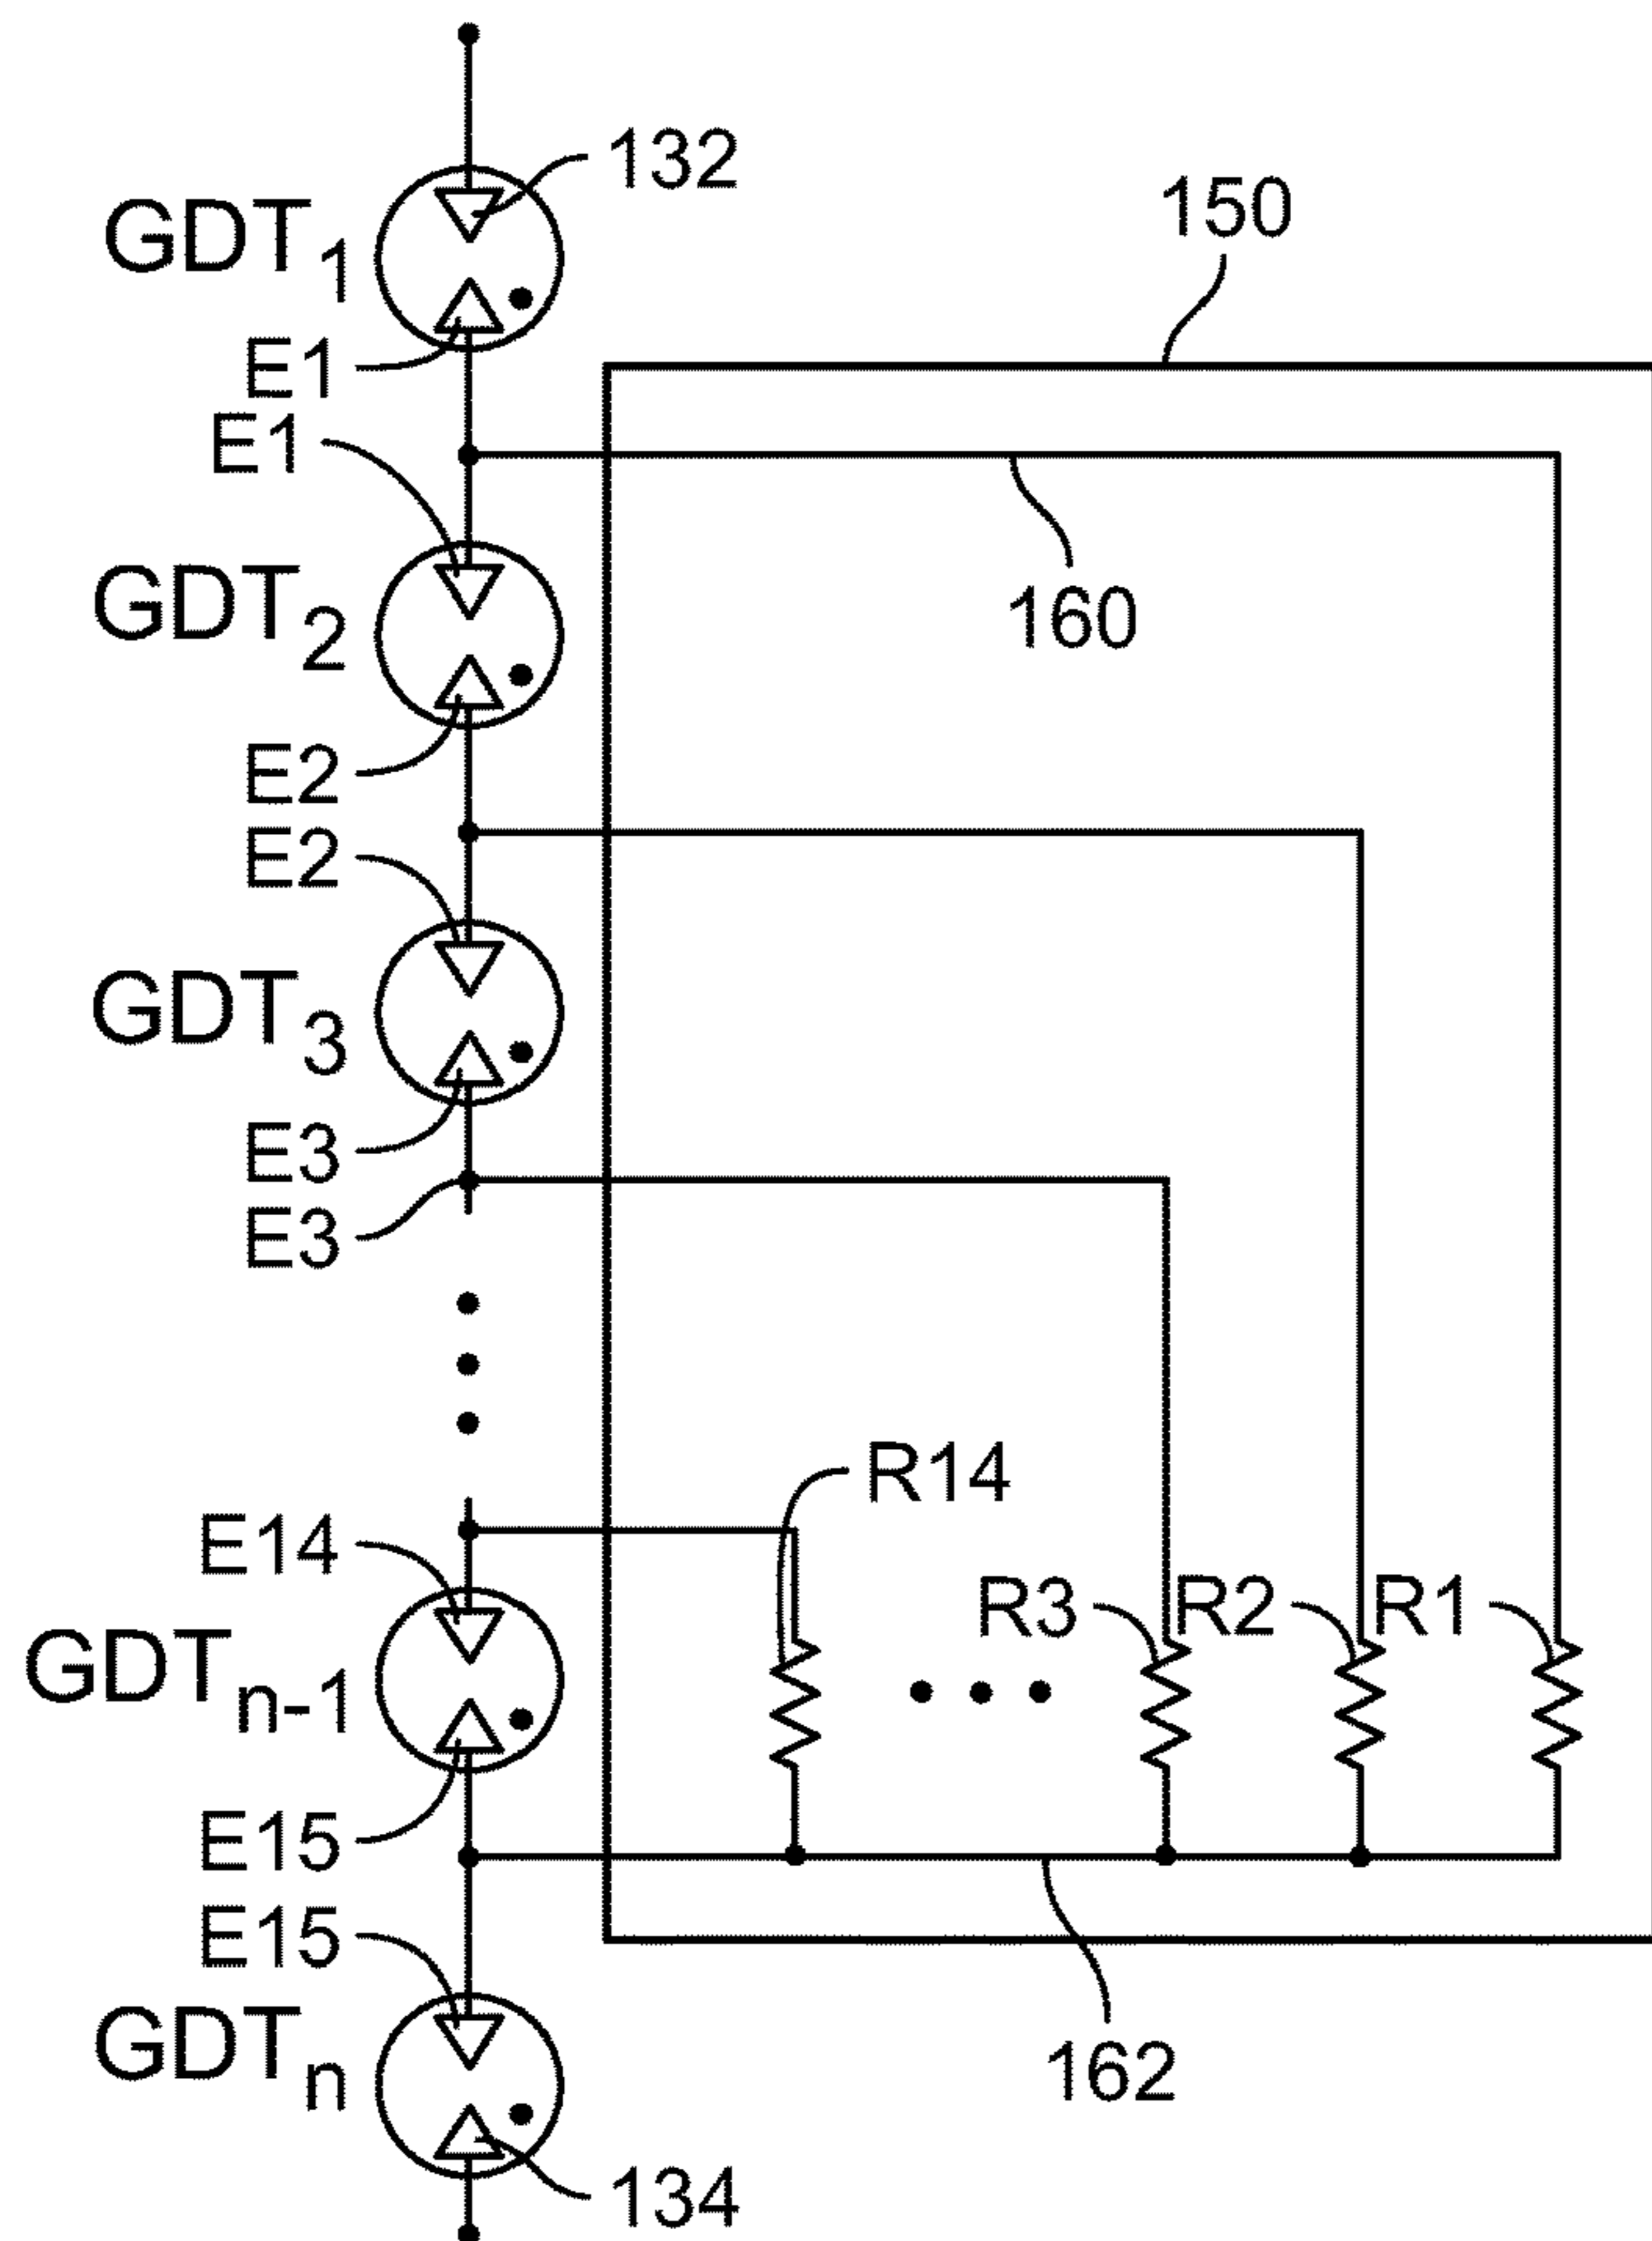 132
GDT1
150
E1
E1
160
GDT2
E2
E2
GDT3
E3
E3
R14
E14
R3
R2
R1
GDTn-1
E15
E15
162
GDTn
134